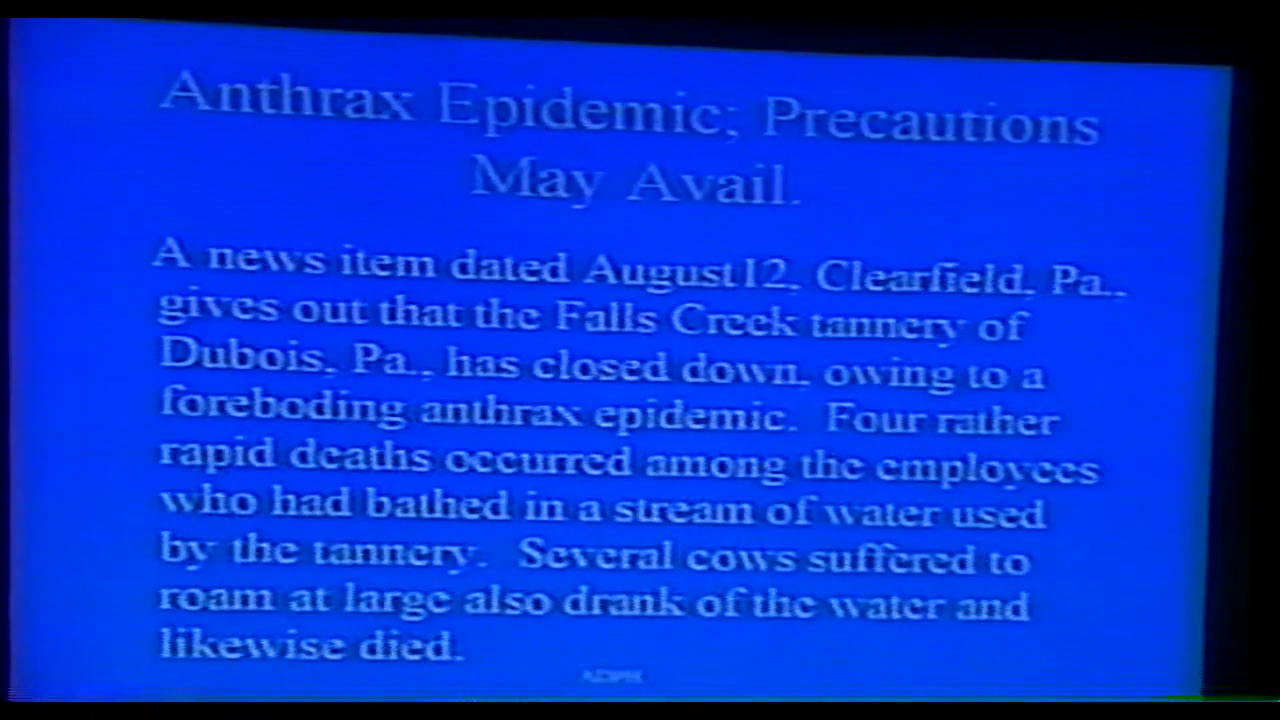 Anthrax Epidemic; Precautions
May Avail.
A news item dated August12, Clearfield, Pa.,
gives out that the Falls Creek tannery of
Dubois, Pa., has closed down, owing to a
foreboding anthrax epidemic. Four rather
rapid deaths occurred among the employees
who had bathed in a stream of water used
by the tannery. Several cows suffered to
roam at large also drank of the water and
likewise died.
ADPH